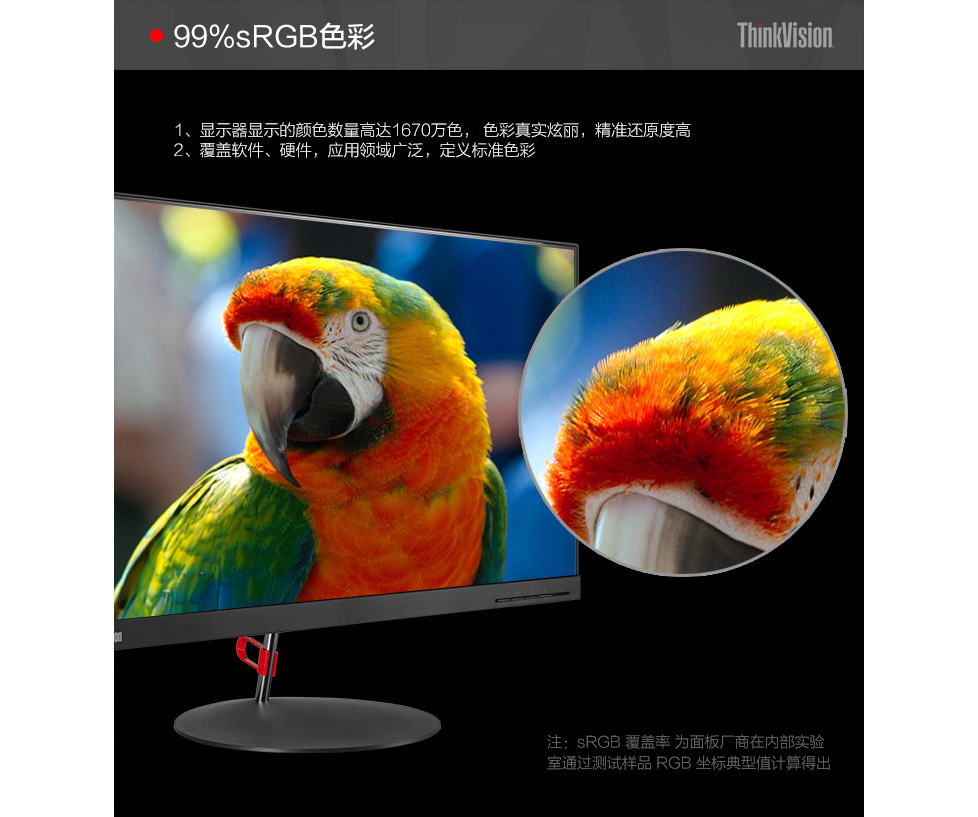 99%sRGB色彩
ThinkVision
1、显示器显示的颜色数量高达1670万色， 色彩真实炫丽，精准还原度高
2、覆盖软件、硬件，应用领域广泛，定义标准色彩
on
注：sRGB 覆盖率 为面板厂商在内部实验
室通过测试样品 RGB 坐标典型值计算得出